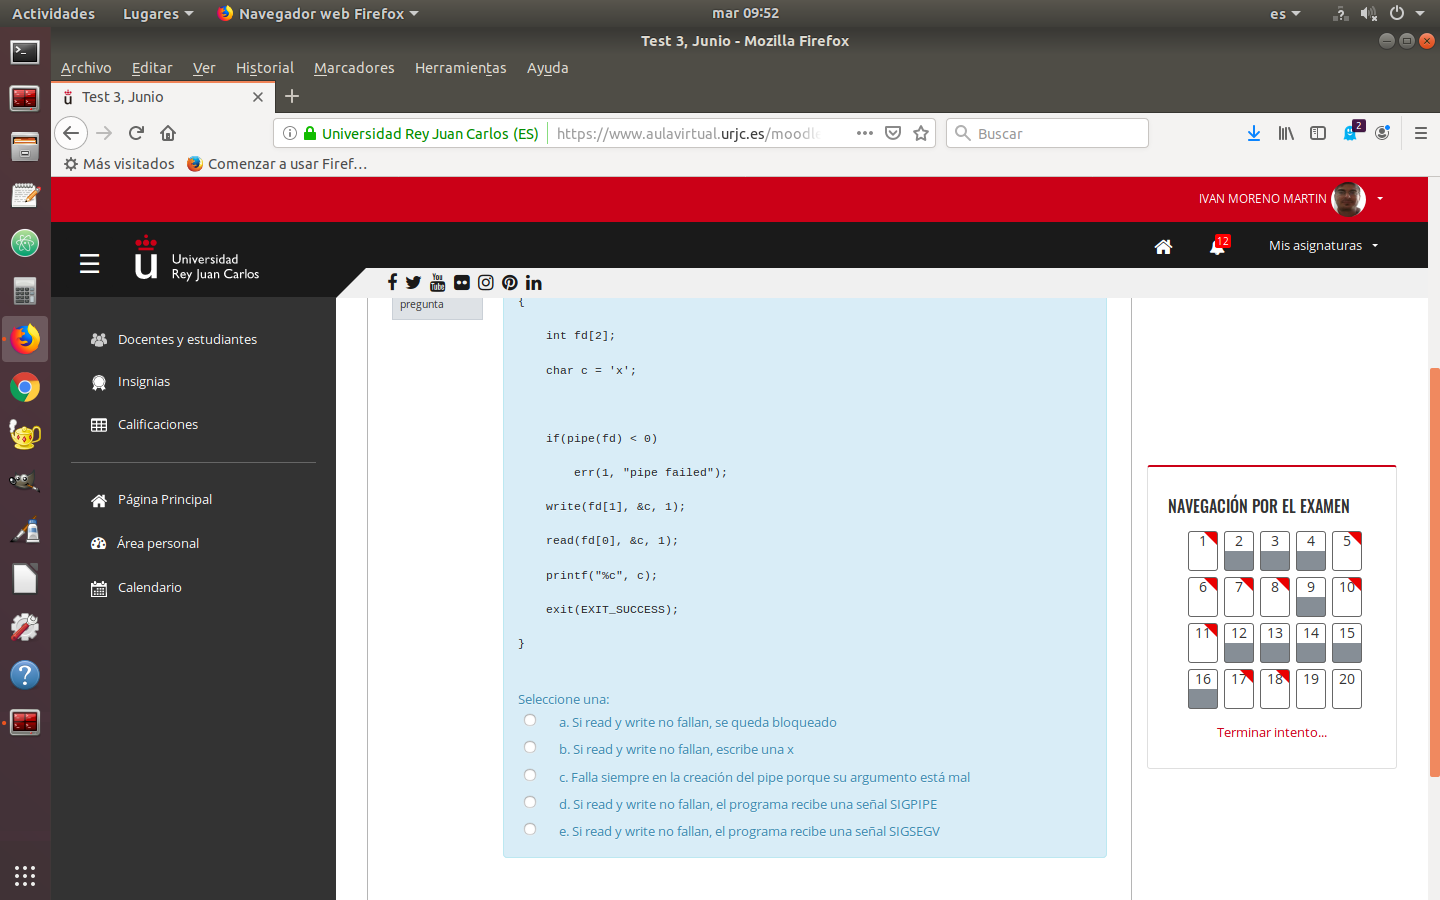 Actividades Lugares Navegador web Firefox mar 09:52 es
Test 3, Junio - Mozilla Firefox
Archivo Editar Ver Historial Marcadores Herramientas Ayuda
Test 3, Junio
Universidad Rey Juan Carlos (ES) https://www.aulavirtual.urjc.es/moodle Buscar 2
Más visitados Comenzar a usar Firef…
IVAN MORENO MARTIN
u Universidad
Rey Juan Carlos
12 Mis asignaturas
You
Tube
Docentes y estudiantes
Insignias
Calificaciones
Página Principal
Área personal
Calendario
pregunta
{
int fd[2];
char c = 'x';
if(pipe(fd) < 0)
err(1, "pipe failed");
write(fd[1], &c, 1);
read(fd[0], &c, 1);
printf("%c", c);
exit(EXIT_SUCCESS);
}
Seleccione una:
a. Si read y write no fallan, se queda bloqueado
b. Si read y write no fallan, escribe una x
c. Falla siempre en la creación del pipe porque su argumento está mal
d. Si read y write no fallan, el programa recibe una señal SIGPIPE
e. Si read y write no fallan, el programa recibe una señal SIGSEGV
NAVEGACIÓN POR EL EXAMEN
1 2 3 4 5
6 7 8 9 10
11 12 13 14 15
16 17 18 19 20
Terminar intento...